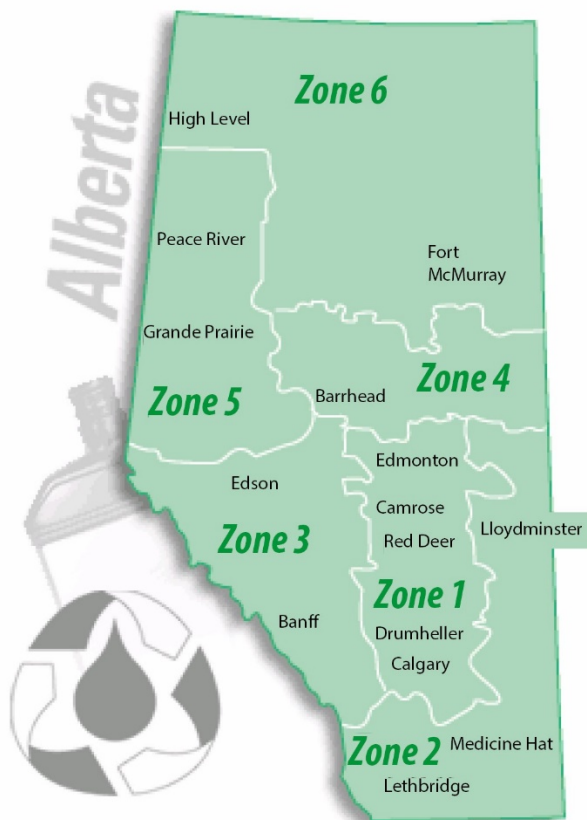 Alberta
Zone 6
High Level
Peace River
Fort
McMurray
Grande Prairie
Zone 5
Barrhead
Zone 4
Edmonton
Edson
Camrose
Lloydminster
Red Deer
Zone 3
Zone 1
Banff
Drumheller
Calgary
Zone 2
Medicine Hat
Lethbridge